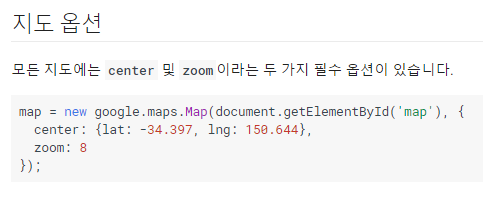 지도 옵션
모든 지도에는 center 및 zoom이라는 두 가지 필수 옵션이 있습니다.
map = new google.maps.Map(document.getElementById('map'), {
  center: {lat: -34.397, lng: 150.644},
  zoom: 8
});